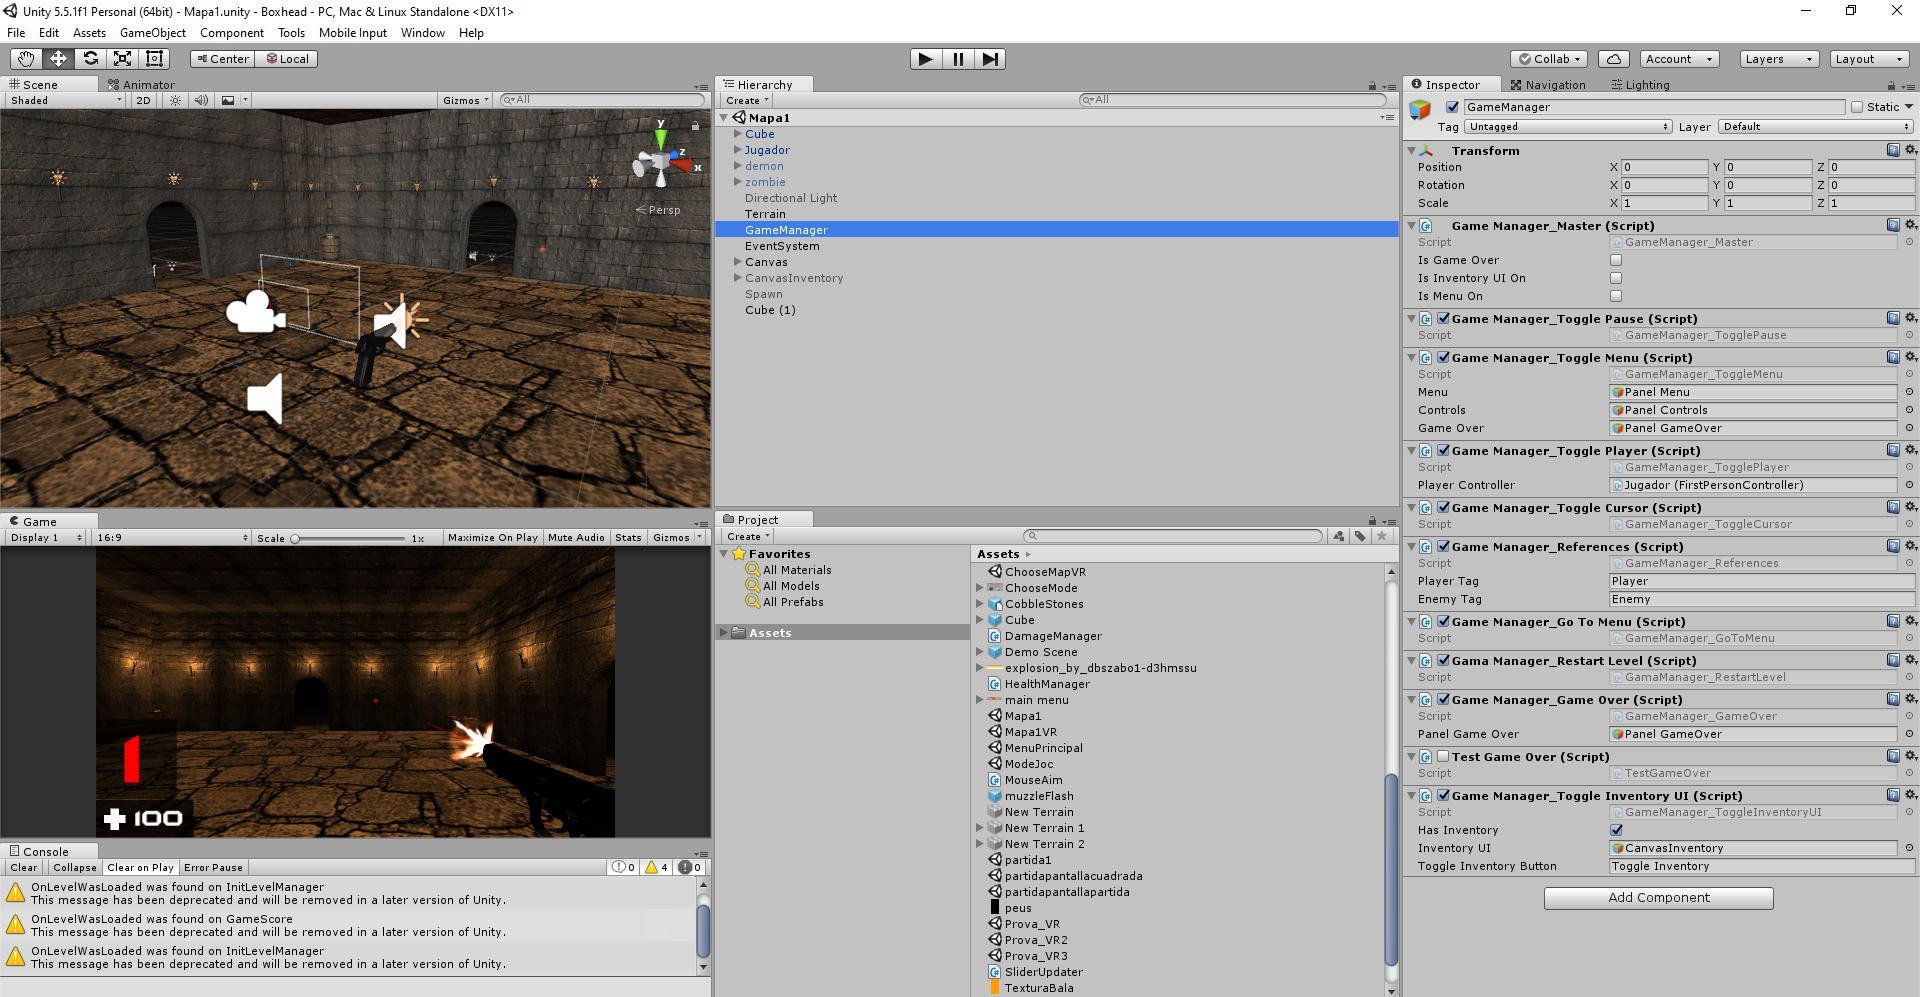 Unity 5.5.1f1 Personal (64bit) - Mapa1.unity - Boxhead - PC, Mac & Linux Standalone <DX11>
File Edit Assets GameObject Component Tools Mobile Input Window Help
Center Local
Collab Account Layers Layout
Scene Animator
Shaded 2D Gizmos All
y
z
x
Persp
Game
Display 1 16:9 Scale 1x Maximize On Play Mute Audio Stats Gizmos
100
Console
Clear Collapse Clear on Play Error Pause 0 4 0
OnLevelWasLoaded was found on InitLevelManager
This message has been deprecated and will be removed in a later version of Unity.
OnLevelWasLoaded was found on GameScore
This message has been deprecated and will be removed in a later version of Unity.
OnLevelWasLoaded was found on InitLevelManager
This message has been deprecated and will be removed in a later version of Unity.
Hierarchy
Create All
Mapa1
Cube
Jugador
demon
zombie
Directional Light
Terrain
GameManager
EventSystem
Canvas
CanvasInventory
Spawn
Cube (1)
Project
Create
Favorites
All Materials
All Models
All Prefabs
Assets
Assets
ChooseMapVR
ChooseMode
CobbleStones
Cube
DamageManager
Demo Scene
explosion_by_dbszabo1-d3hmssu
HealthManager
main menu
Mapa1
Mapa1VR
MenuPrincipal
ModeJoc
MouseAim
muzzleFlash
New Terrain
New Terrain 1
New Terrain 2
partida1
partidapantallacuadrada
partidapantallapartida
peus
Prova_VR
Prova_VR2
Prova_VR3
SliderUpdater
TexturaBala
Inspector Navigation Lighting
GameManager Static
Tag Untagged Layer Default
Transform
Position X 0 Y 0 Z 0
Rotation X 0 Y 0 Z 0
Scale X 1 Y 1 Z 1
Game Manager_Master (Script)
Script GameManager_Master
Is Game Over
Is Inventory UI On
Is Menu On
Game Manager_Toggle Pause (Script)
Script GameManager_TogglePause
Game Manager_Toggle Menu (Script)
Script GameManager_ToggleMenu
Menu Panel Menu
Controls Panel Controls
Game Over Panel GameOver
Game Manager_Toggle Player (Script)
Script GameManager_TogglePlayer
Player Controller Jugador (FirstPersonController)
Game Manager_Toggle Cursor (Script)
Script GameManager_ToggleCursor
Game Manager_References (Script)
Script GameManager_References
Player Tag Player
Enemy Tag Enemy
Game Manager_Go To Menu (Script)
Script GameManager_GoToMenu
Gama Manager_Restart Level (Script)
Script GamaManager_RestartLevel
Game Manager_Game Over (Script)
Script GameManager_GameOver
Panel Game Over Panel GameOver
Test Game Over (Script)
Script TestGameOver
Game Manager_Toggle Inventory UI (Script)
Script GameManager_ToggleInventoryUI
Has Inventory
Inventory UI CanvasInventory
Toggle Inventory Button Toggle Inventory
Add Component